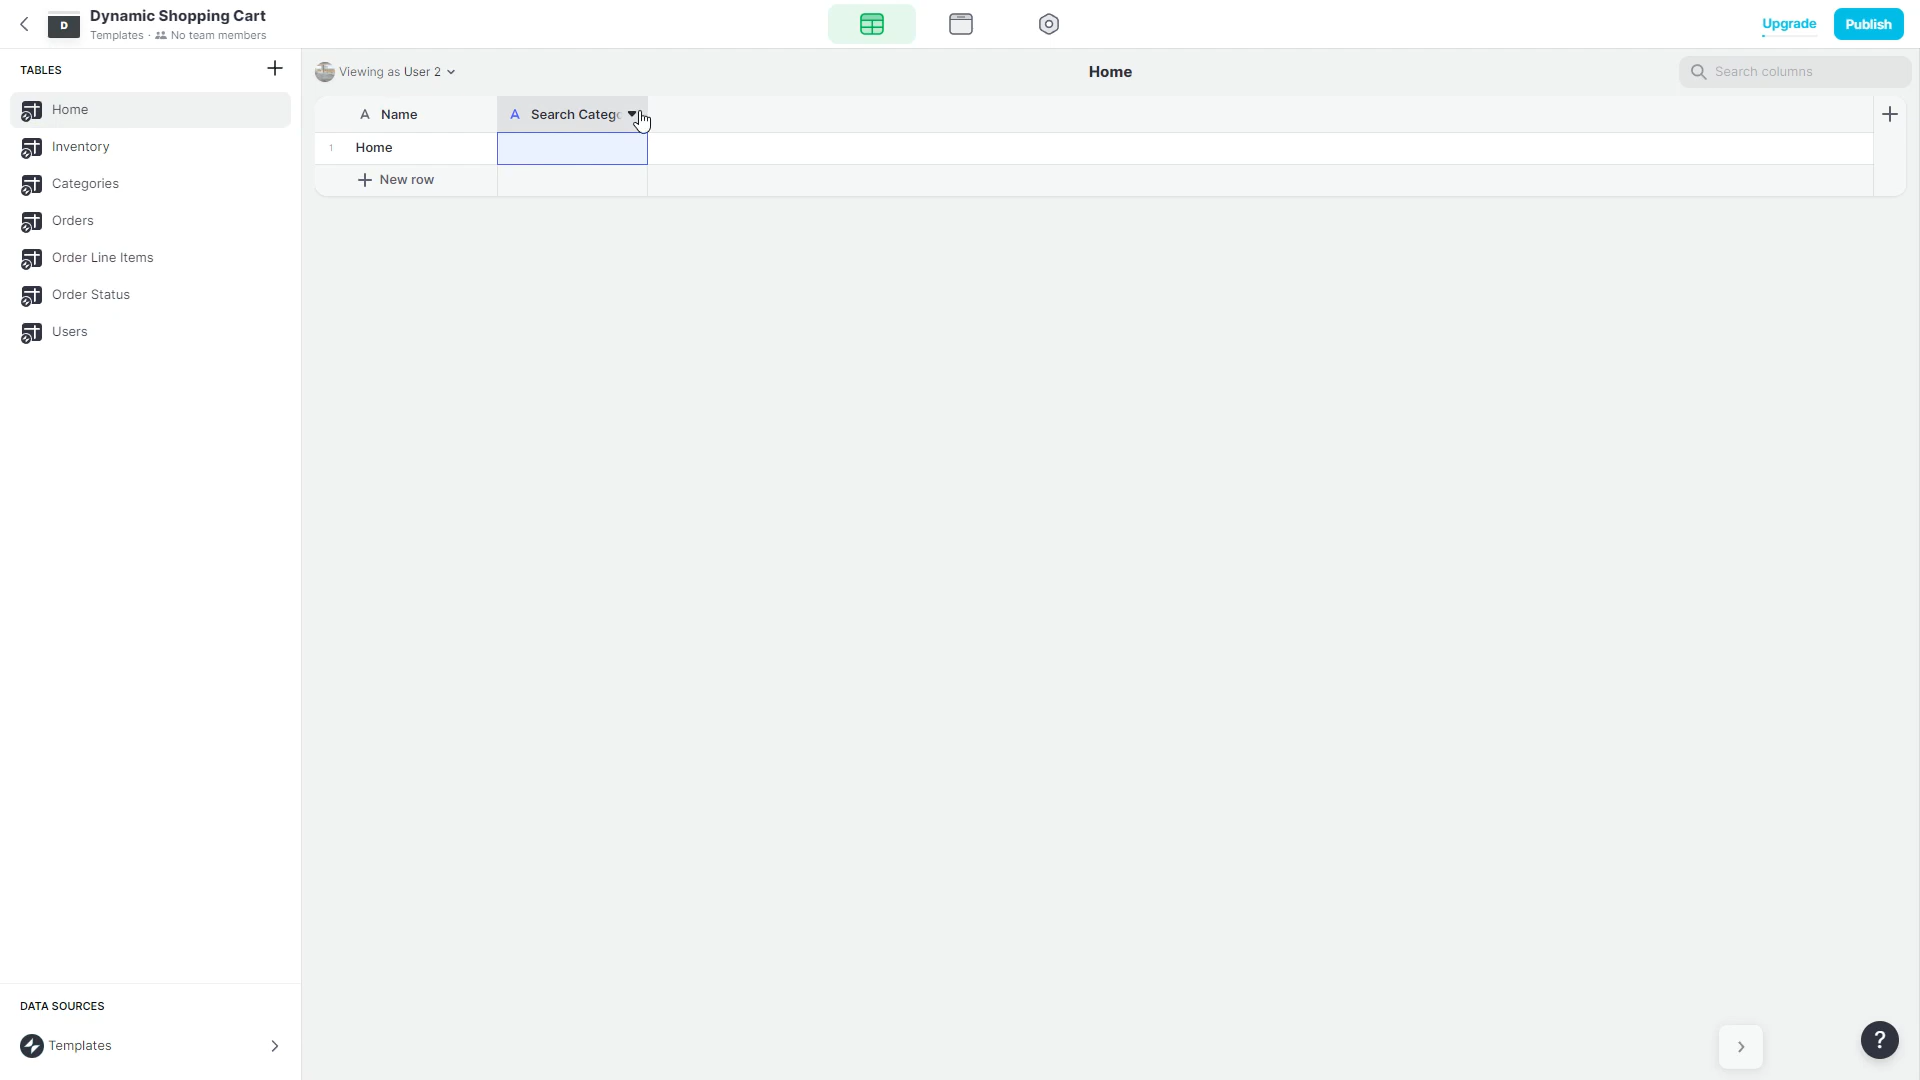 D
Dynamic Shopping Cart
Templates · No team members
Upgrade
Publish
TABLES
Home
Inventory
Categories
Orders
Order Line Items
Order Status
Users
DATA SOURCES
Templates
Viewing as User 2
Home
Search columns
A Name
A Search Catego
1 Home
New row
?